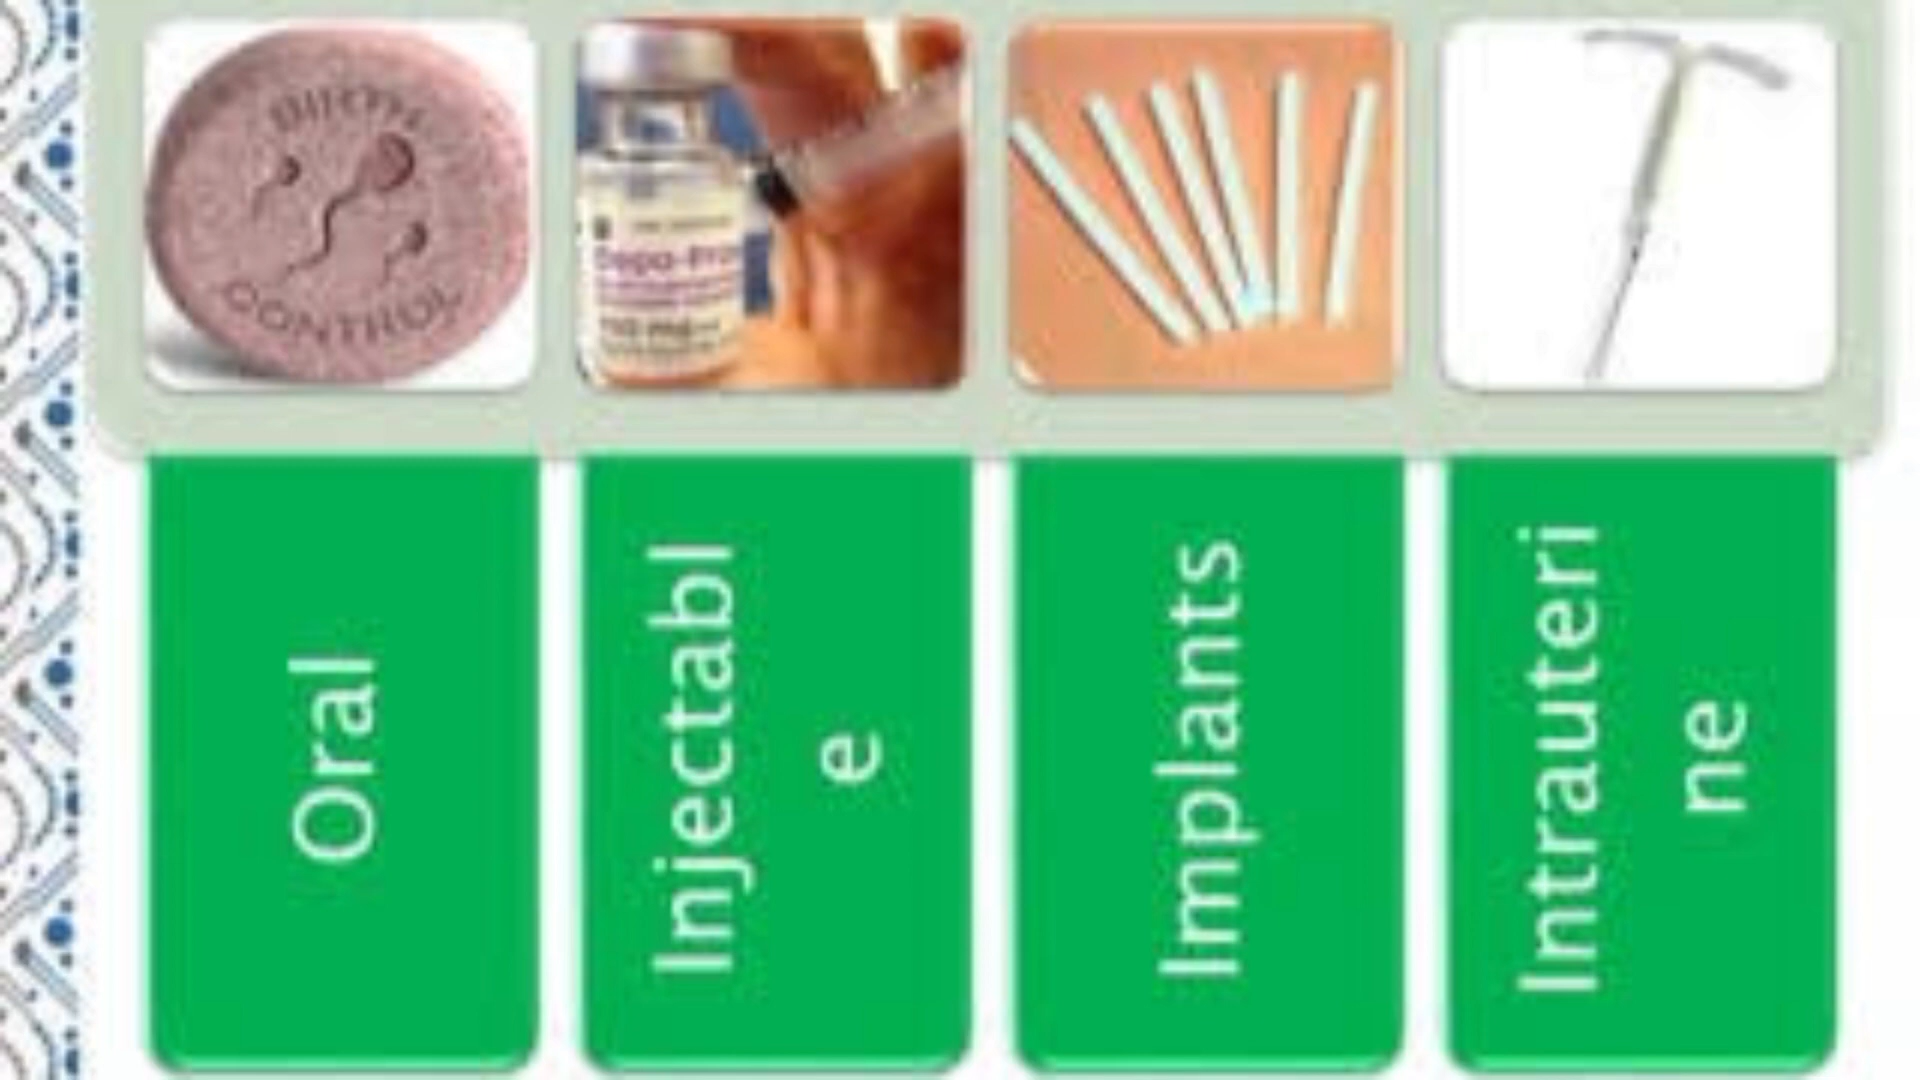 BIRTH
CONTROL
Depo-Pro
Oral
Injectabl
e
Implants
Intrauteri
ne